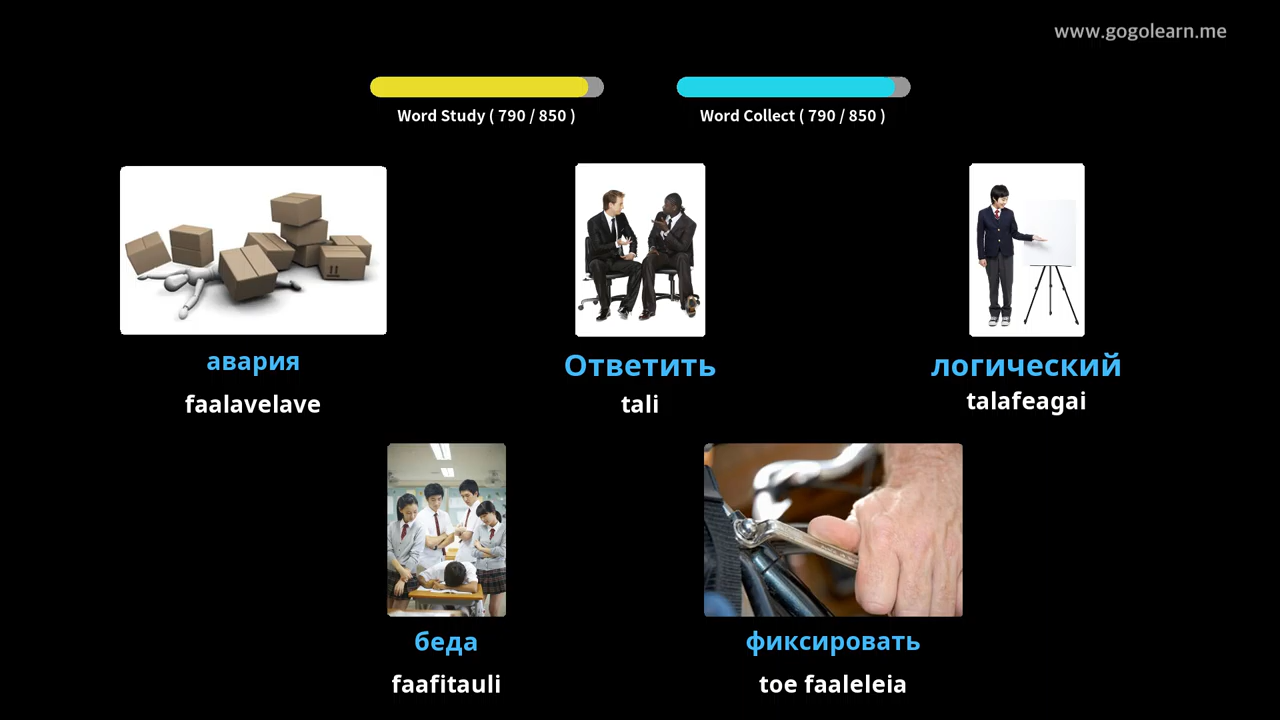 www.gogolearn.me
Word Study ( 790 / 850 )
Word Collect ( 790 / 850 )
авария
faalavelave
Ответить
tali
логический
talafeagai
беда
faafitauli
фиксировать
toe faaleleia